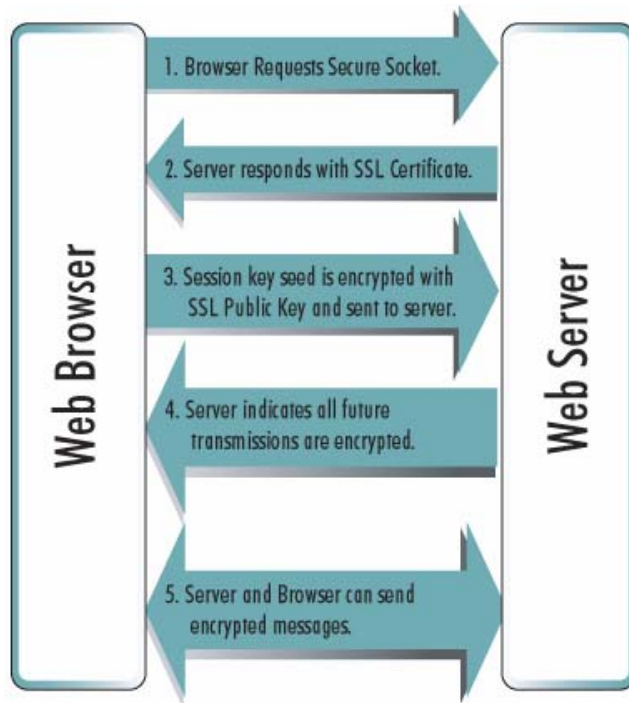 Web Browser
1. Browser Requests Secure Socket.
2. Server responds with SSL Certificate.
3. Session key seed is encrypted with
SSL Public Key and sent to server.
4. Server indicates all future
transmissions are encrypted.
5. Server and Browser can send
encrypted messages.
Web Server